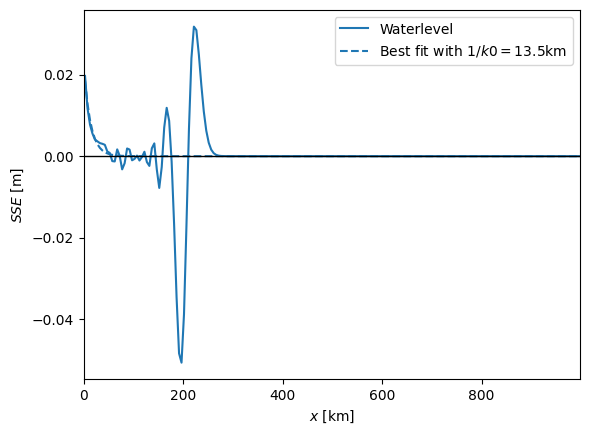 Waterlevel
Best fit with 1/k0 = 13.5km
0.02
0.00
−0.02
−0.04
SSE [m]
0 200 400 600 800
x [km]